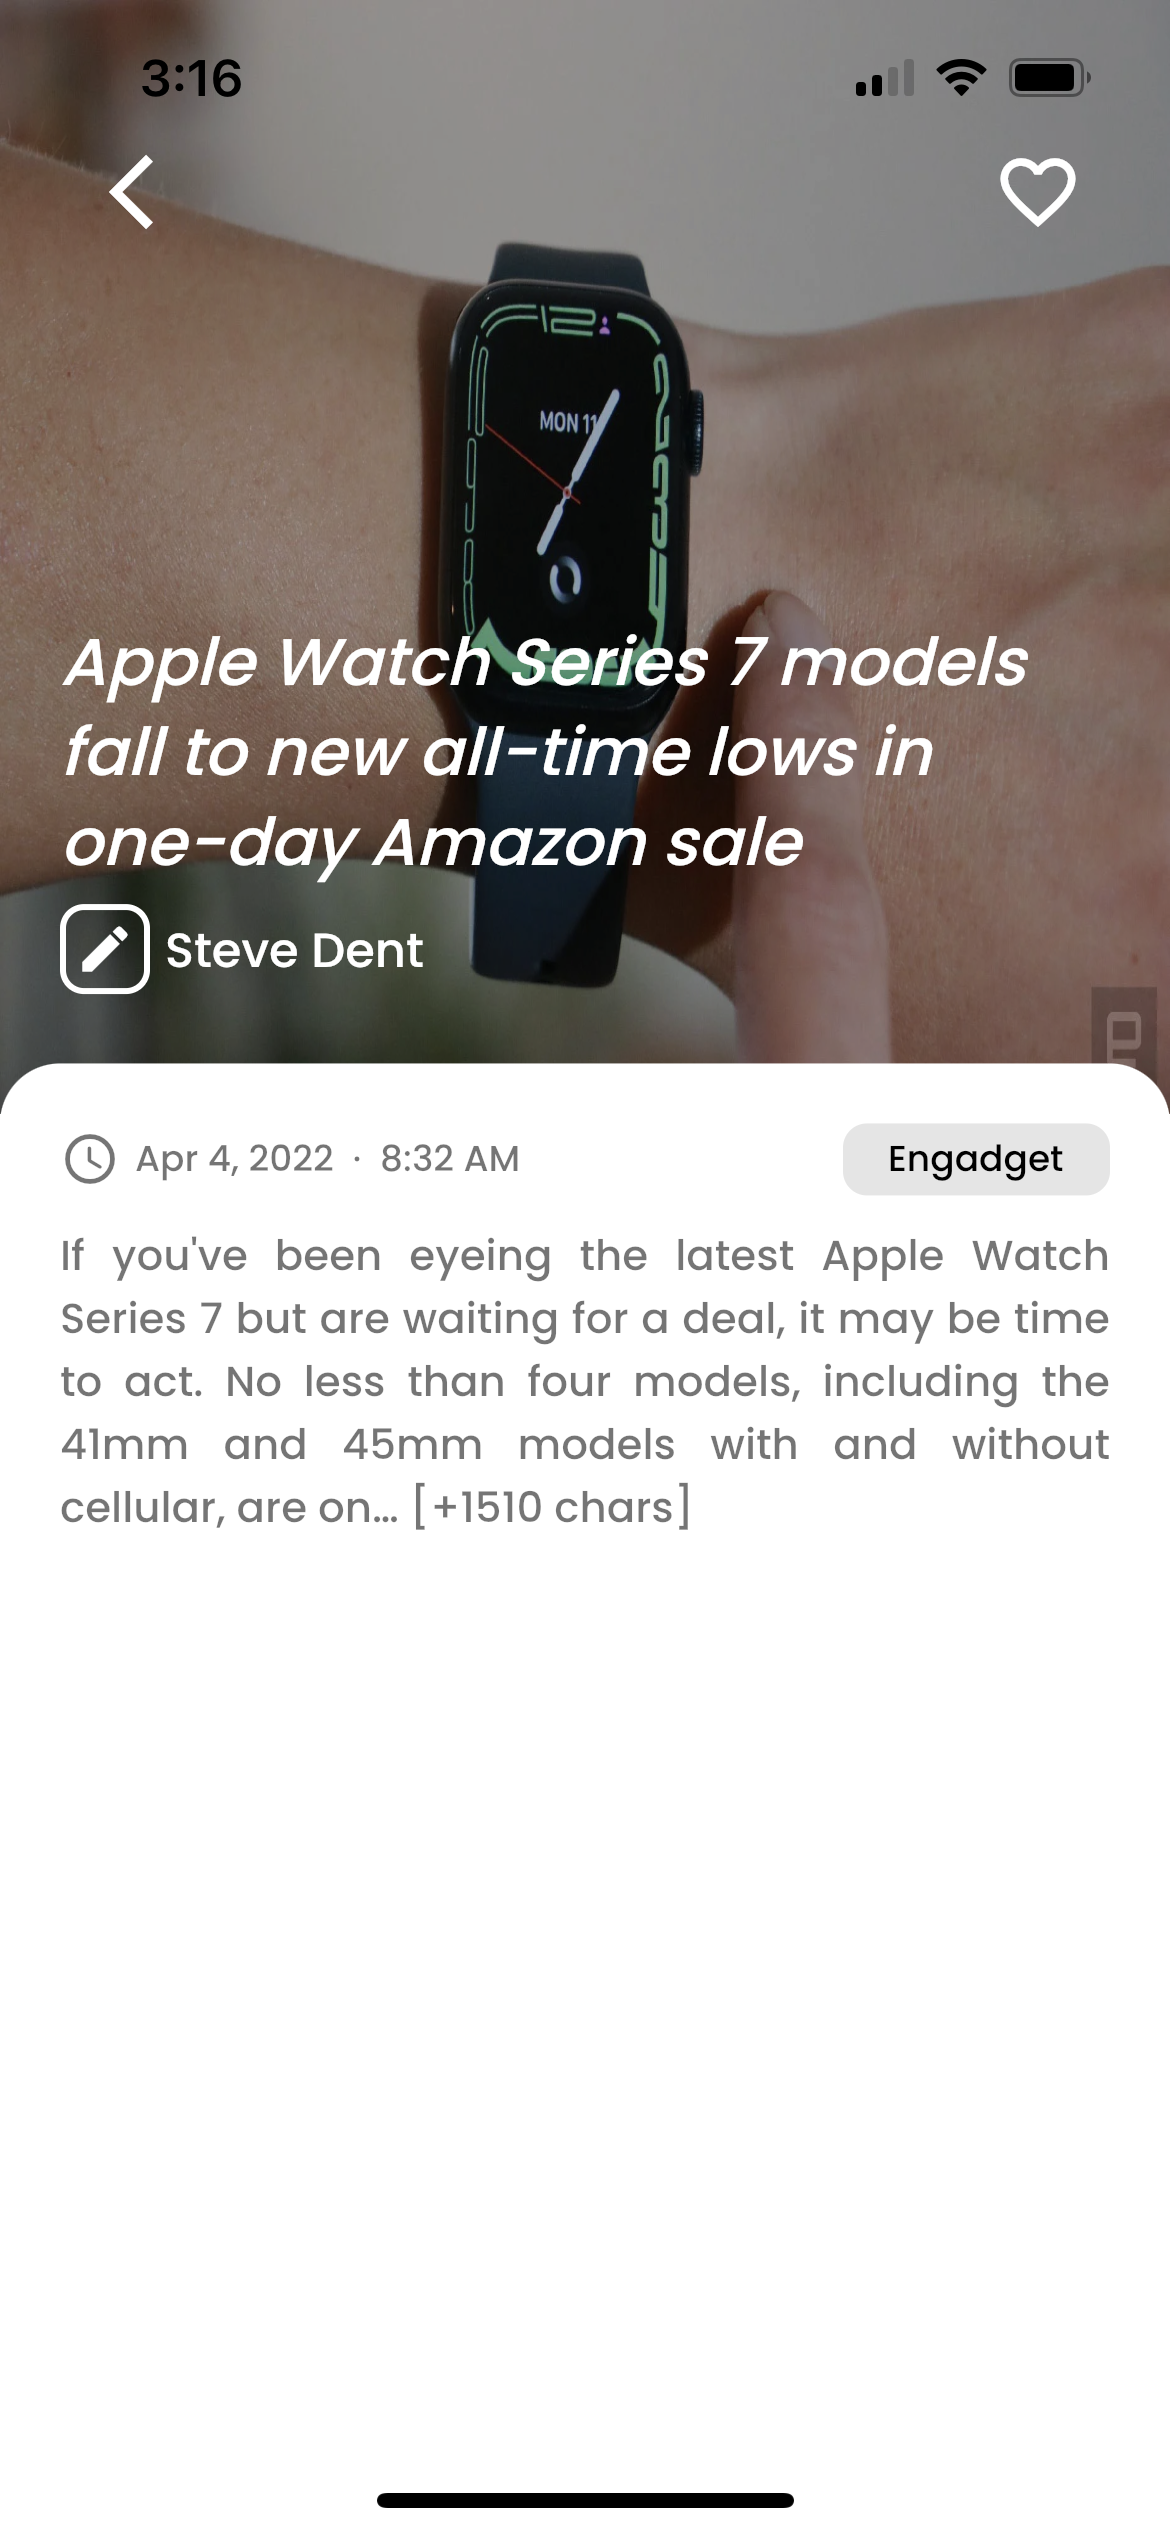 3:16
12
MON 11
Apple Watch Series 7 models
fall to new all-time lows in
one-day Amazon sale
Steve Dent
Apr 4, 2022 · 8:32 AM
Engadget
If you've been eyeing the latest Apple Watch
Series 7 but are waiting for a deal, it may be time
to act. No less than four models, including the
41mm and 45mm models with and without
cellular, are on… [+1510 chars]